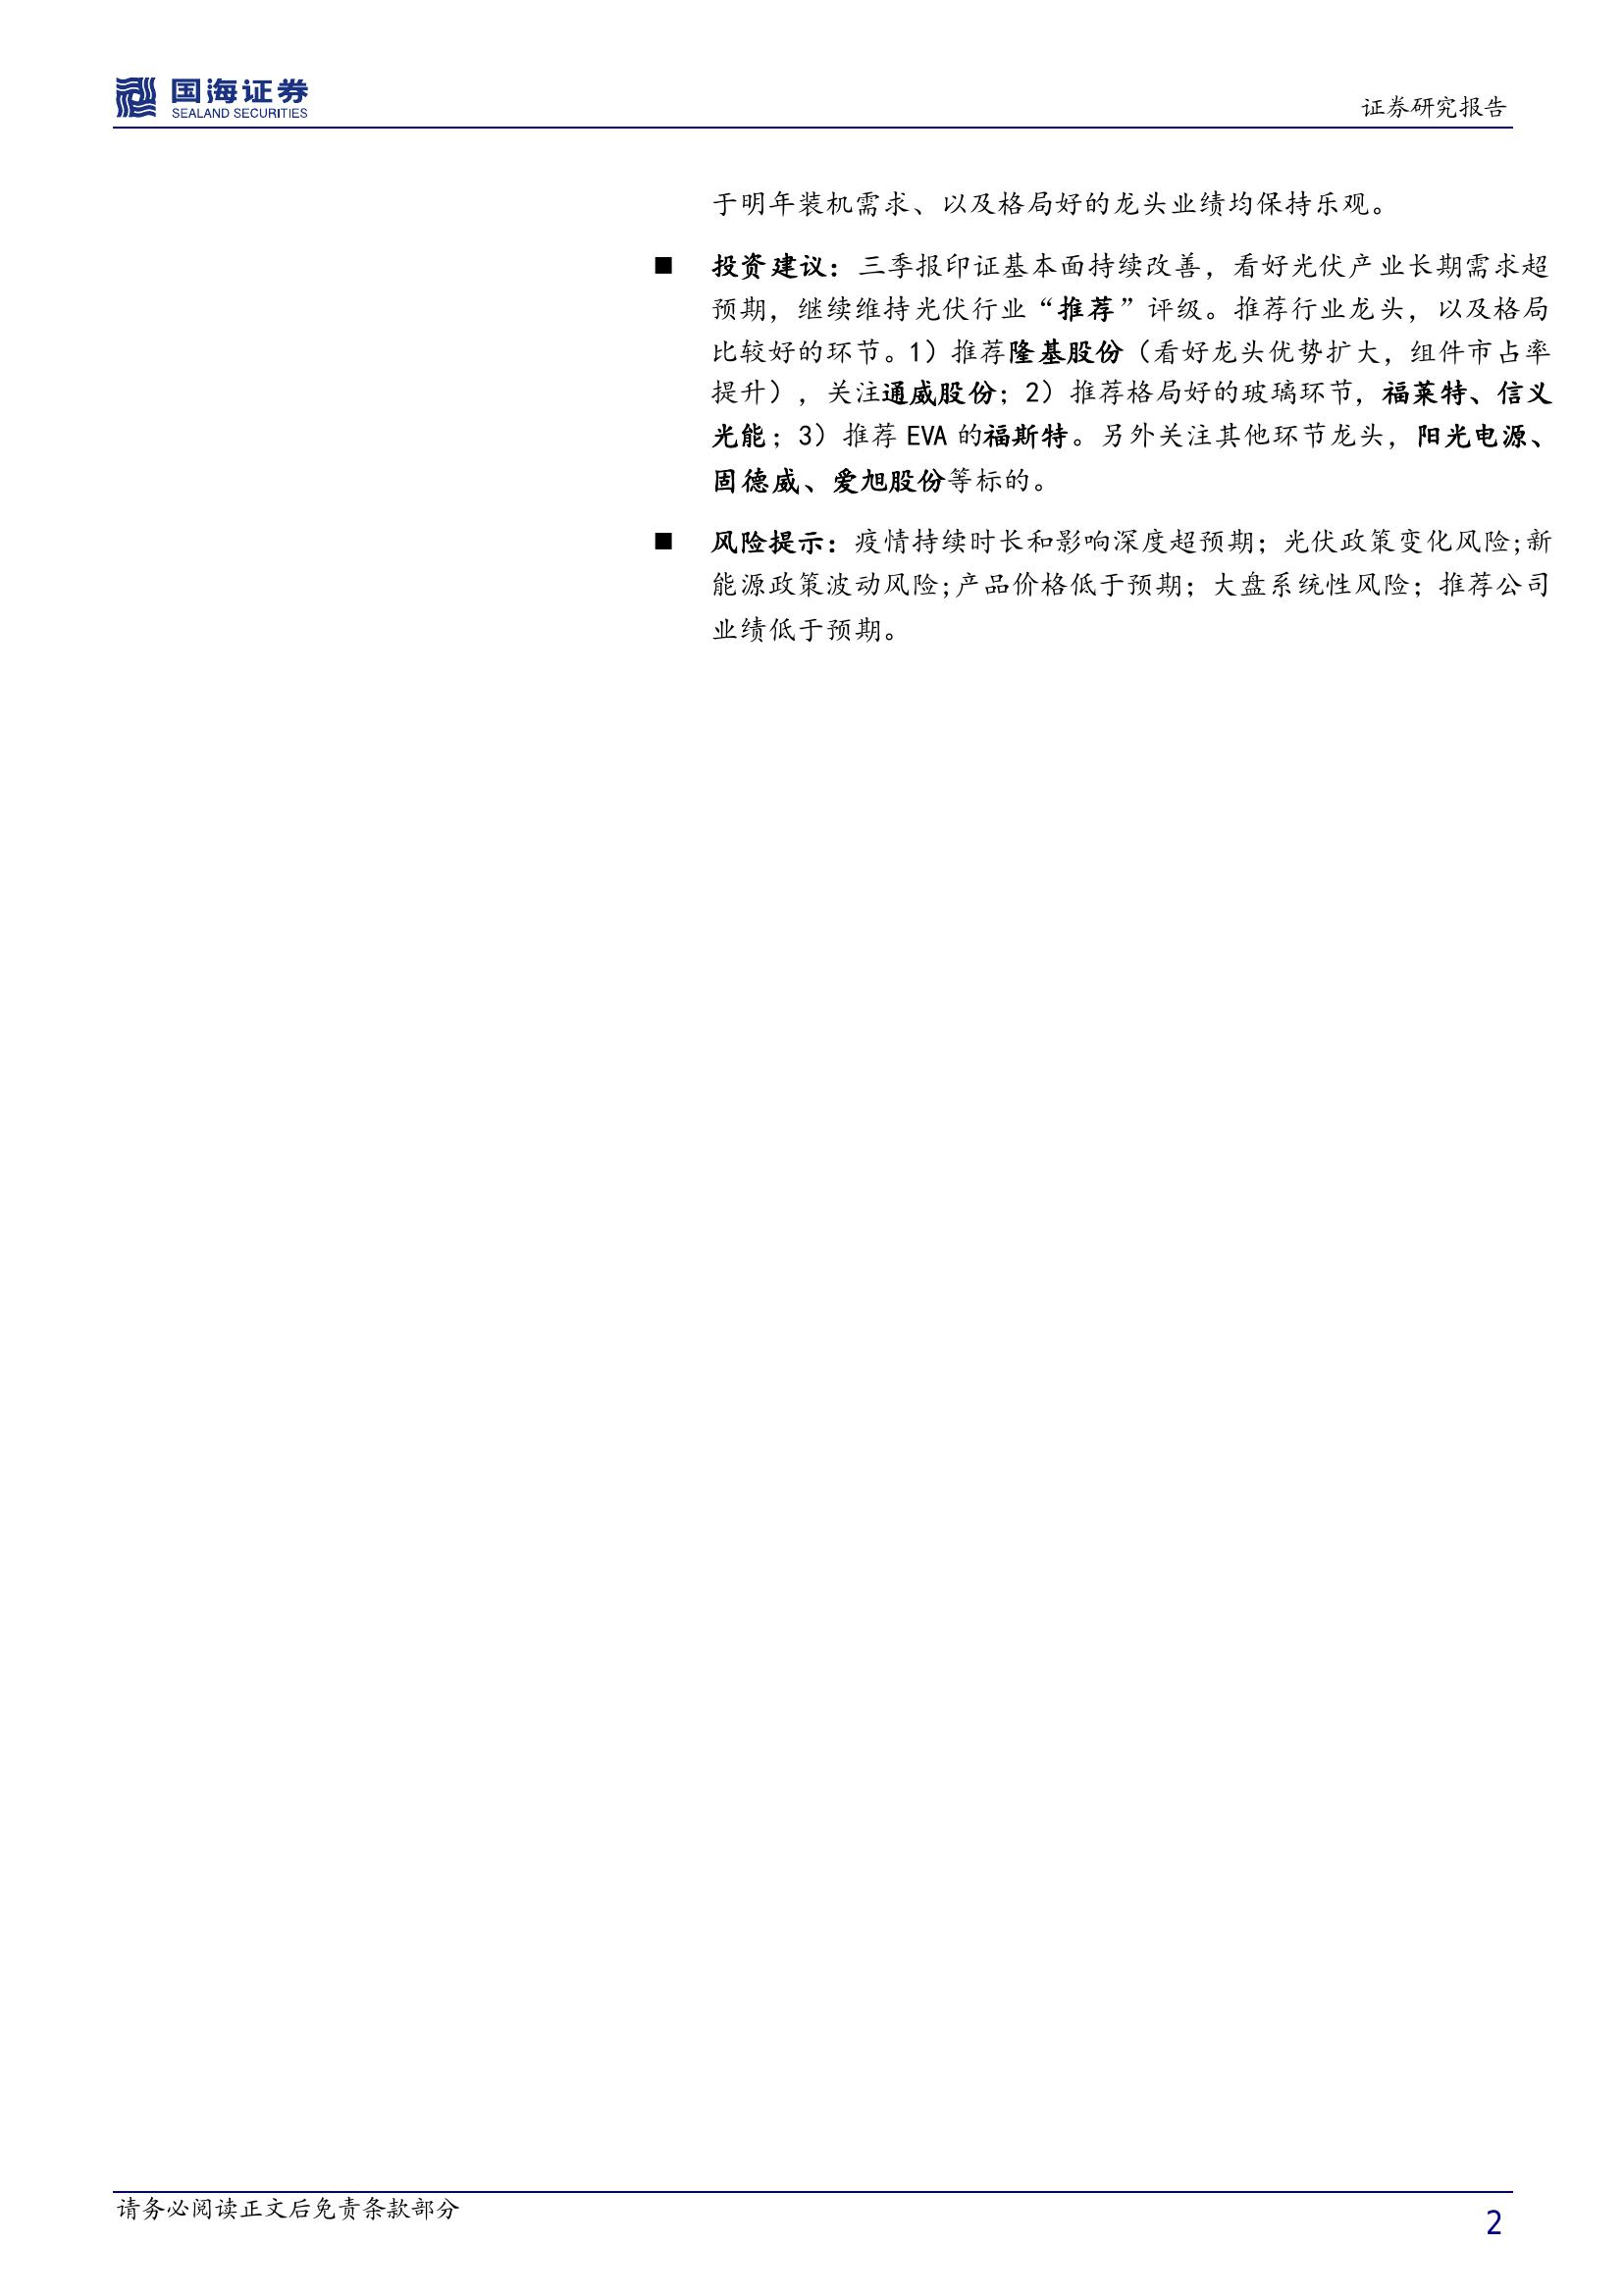 国海证券
SEALAND SECURITIES
证券研究报告
于明年装机需求、以及格局好的龙头业绩均保持乐观。
■ 投资建议：三季报印证基本面持续改善，看好光伏产业长期需求超
预期，继续维持光伏行业“推荐”评级。推荐行业龙头，以及格局
比较好的环节。1）推荐隆基股份（看好龙头优势扩大，组件市占率
提升），关注通威股份；2）推荐格局好的玻璃环节，福莱特、信义
光能；3）推荐 EVA 的福斯特。另外关注其他环节龙头，阳光电源、
固德威、爱旭股份等标的。
■ 风险提示：疫情持续时长和影响深度超预期；光伏政策变化风险;新
能源政策波动风险;产品价格低于预期；大盘系统性风险；推荐公司
业绩低于预期。
请务必阅读正文后免责条款部分
2